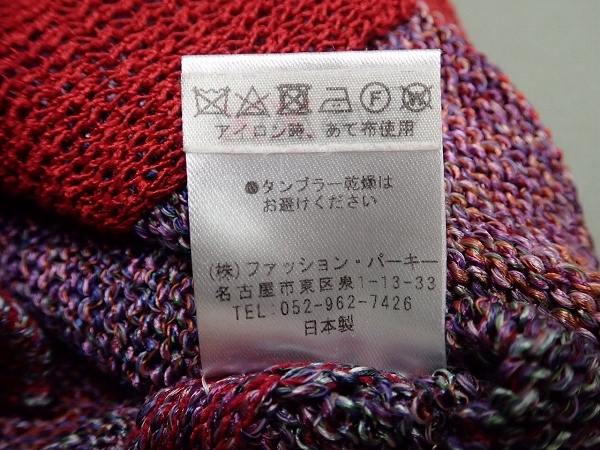 F W
アイロン時、あて布使用
●タンブラー乾燥は
お避けください
(株)ファッション・パーキー
名古屋市東区泉1-13-33
TEL:052-962-7426
日本製